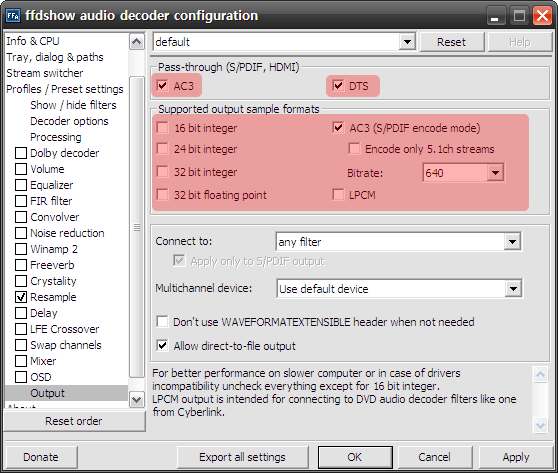 ffdshow audio decoder configuration
Info & CPU
Tray, dialog & paths
Stream switcher
Profiles / Preset settings
Show / hide filters
Decoder options
Processing
Dolby decoder
Volume
Equalizer
FIR filter
Convolver
Noise reduction
Winamp 2
Freeverb
Crystality
Resample
Delay
LFE Crossover
Swap channels
Mixer
OSD
Output
About
Reset order
default
Reset
Help
Pass-through (S/PDIF, HDMI)
AC3
DTS
Supported output sample formats
16 bit integer
AC3 (S/PDIF encode mode)
24 bit integer
Encode only 5.1ch streams
32 bit integer
Bitrate:
640
32 bit floating point
LPCM
Connect to:
any filter
Apply only to S/PDIF output
Multichannel device:
Use default device
Don't use WAVEFORMATEXTENSIBLE header when not needed
Allow direct-to-file output
For better performance on slower computer or in case of drivers
incompatibility uncheck everything except for 16 bit integer.
LPCM output is intended for connecting to DVD audio decoder filters like one
from Cyberlink.
Donate
Export all settings
OK
Cancel
Apply